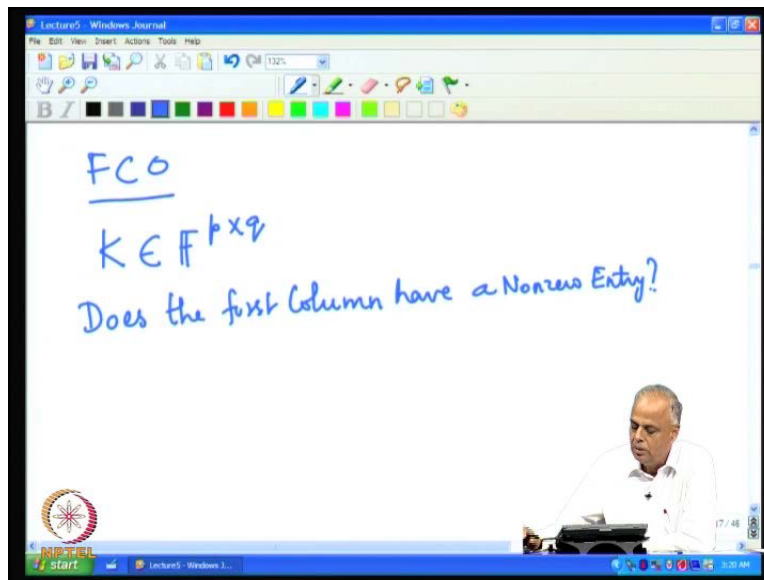 Lecture5 - Windows Journal
File Edit View Insert Actions Tools Help
132%
B I
FCO
K ∈ 𝔽^{p×q}
Does the first Column have a Nonzero Entry?
17 / 46
NPTEL
start Lecture5 - Windows J... 3:20 AM